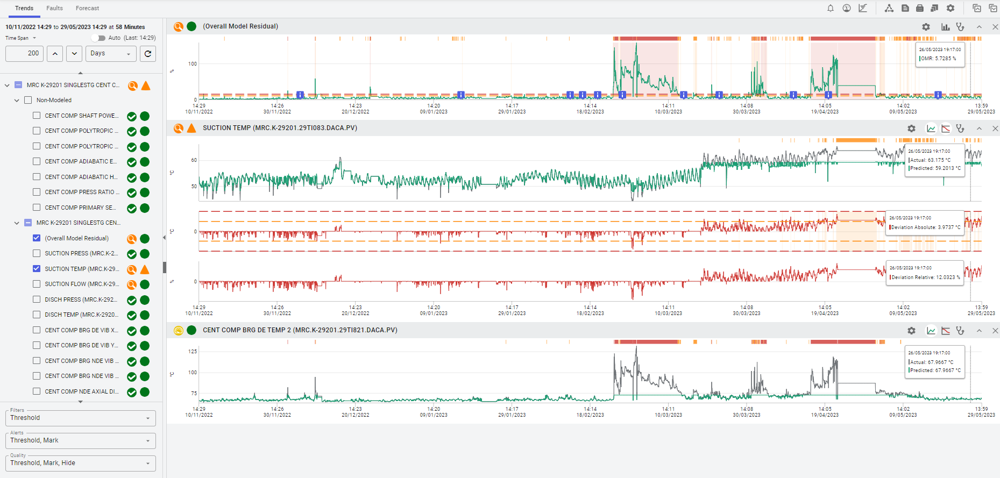 Trends Faults Forecast
10/11/2022 14:29 to 29/05/2023 14:29 at 58 Minutes
Time Span Auto (Last: 14:29)
200 Days
MRC K-29201 SINGLESTG CENT C...
Non-Modeled
CENT COMP SHAFT POWE...
CENT COMP POLYTROPIC ...
CENT COMP POLYTROPIC ...
CENT COMP ADIABATIC E...
CENT COMP ADIABATIC H...
CENT COMP PRESS RATIO ...
CENT COMP PRIMARY SE...
MRC K-29201 SINGLESTG CEN...
(Overall Model Residual)
SUCTION PRESS (MRC.K-2...
SUCTION TEMP (MRC.K-29...
SUCTION FLOW (MRC.K-29...
DISCH PRESS (MRC.K-292...
DISCH TEMP (MRC.K-2920...
CENT COMP BRG DE VIB X...
CENT COMP BRG DE VIB Y...
CENT COMP BRG NDE VIB ...
CENT COMP BRG NDE VIB ...
CENT COMP NDE AXIAL DI...
Filters
Threshold
Alerts
Threshold, Mark
Quality
Threshold, Mark, Hide
(Overall Model Residual)
26/05/2023 19:17:00
OMR: 5.7285 %
100
%
0
14:29 14:26 14:23 14:20 14:17 14:14 14:11 14:08 14:05 14:02 13:59
10/11/2022 30/11/2022 20/12/2022 09/01/2023 29/01/2023 18/02/2023 10/03/2023 30/03/2023 19/04/2023 09/05/2023 29/05/2023
SUCTION TEMP (MRC.K-29201.29TI083.DACA.PV)
26/05/2023 19:17:00
Actual: 63.175 °C
Predicted: 59.2013 °C
60
°C
50
26/05/2023 19:17:00
Deviation Absolute: 3.9737 °C
°C
0
26/05/2023 19:17:00
Deviation Relative: 12.0323 %
%
0
14:29 14:26 14:23 14:20 14:17 14:14 14:11 14:08 14:05 14:02 13:59
10/11/2022 30/11/2022 20/12/2022 09/01/2023 29/01/2023 18/02/2023 10/03/2023 30/03/2023 19/04/2023 09/05/2023 29/05/2023
CENT COMP BRG DE TEMP 2 (MRC.K-29201.29TI821.DACA.PV)
26/05/2023 19:17:00
Actual: 67.9667 °C
Predicted: 67.9667 °C
125
100
°C
75
14:29 14:26 14:23 14:20 14:17 14:14 14:11 14:08 14:05 14:02 13:59
10/11/2022 30/11/2022 20/12/2022 09/01/2023 29/01/2023 18/02/2023 10/03/2023 30/03/2023 19/04/2023 09/05/2023 29/05/2023